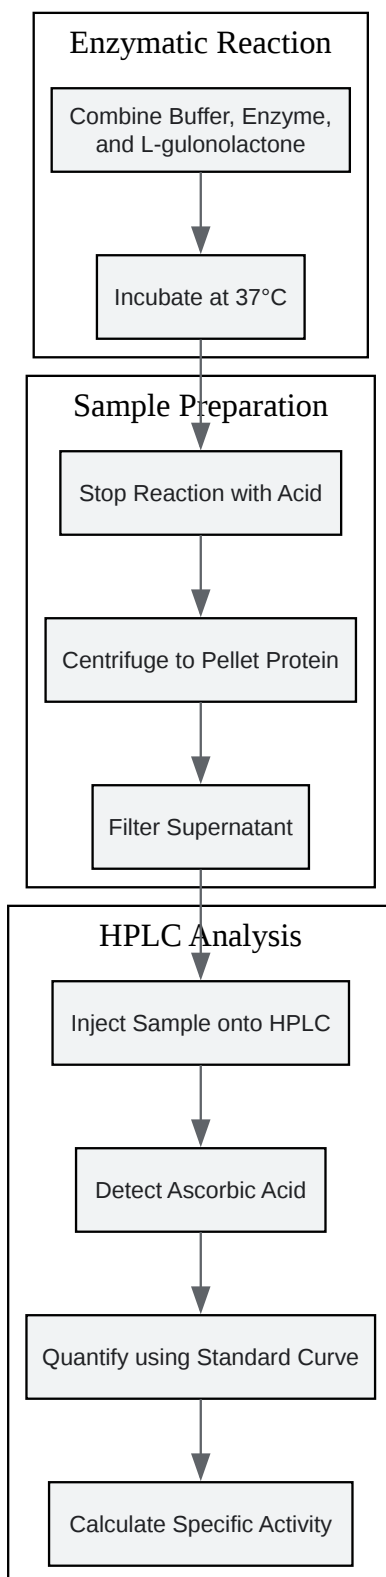 Enzymatic Reaction
Combine Buffer, Enzyme,
and L-gulonolactone
Incubate at 37°C
Sample Preparation
Stop Reaction with Acid
Centrifuge to Pellet Protein
Filter Supernatant
HPLC Analysis
Inject Sample onto HPLC
Detect Ascorbic Acid
Quantify using Standard Curve
Calculate Specific Activity